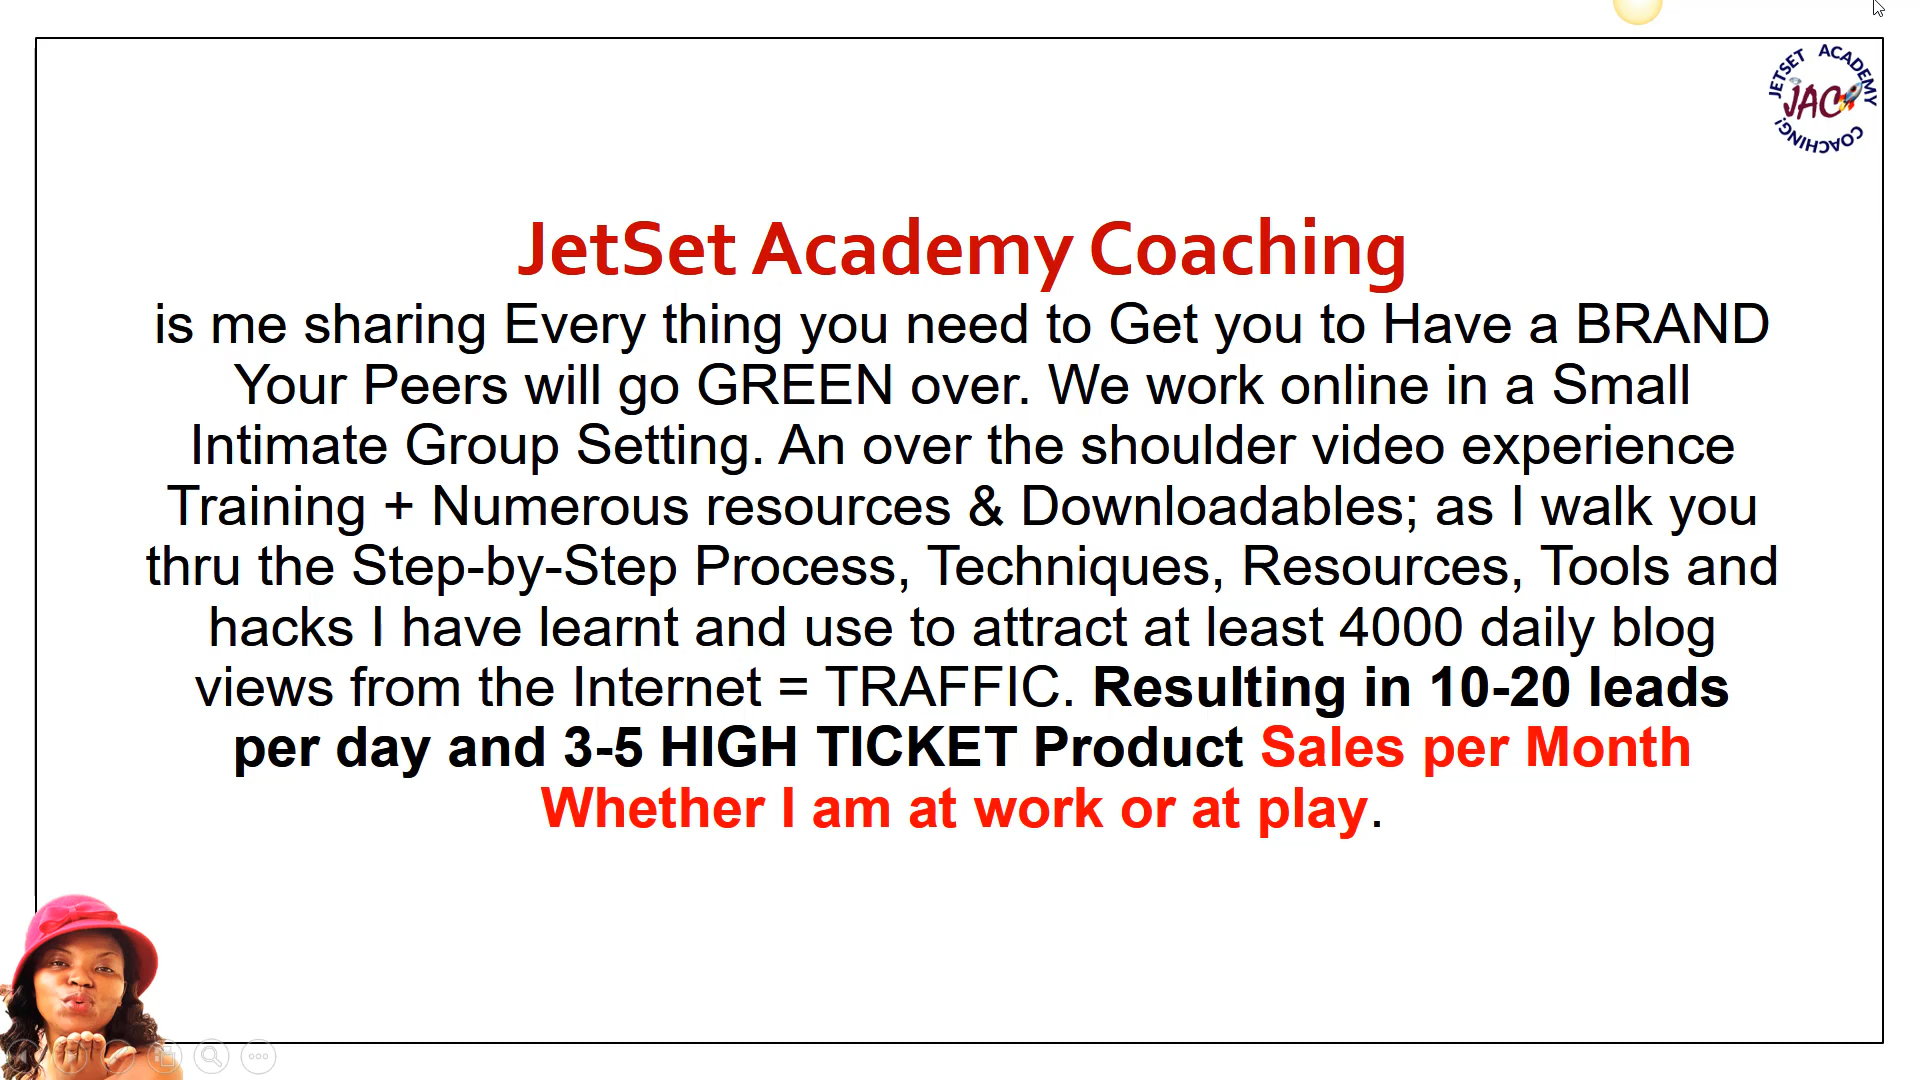 JETSET ACADEMY
JAC
COACHING!
JetSet Academy Coaching
is me sharing Every thing you need to Get you to Have a BRAND
Your Peers will go GREEN over. We work online in a Small
Intimate Group Setting. An over the shoulder video experience
Training + Numerous resources & Downloadables; as I walk you
thru the Step-by-Step Process, Techniques, Resources, Tools and
hacks I have learnt and use to attract at least 4000 daily blog
views from the Internet = TRAFFIC. Resulting in 10-20 leads
per day and 3-5 HIGH TICKET Product Sales per Month
Whether I am at work or at play.